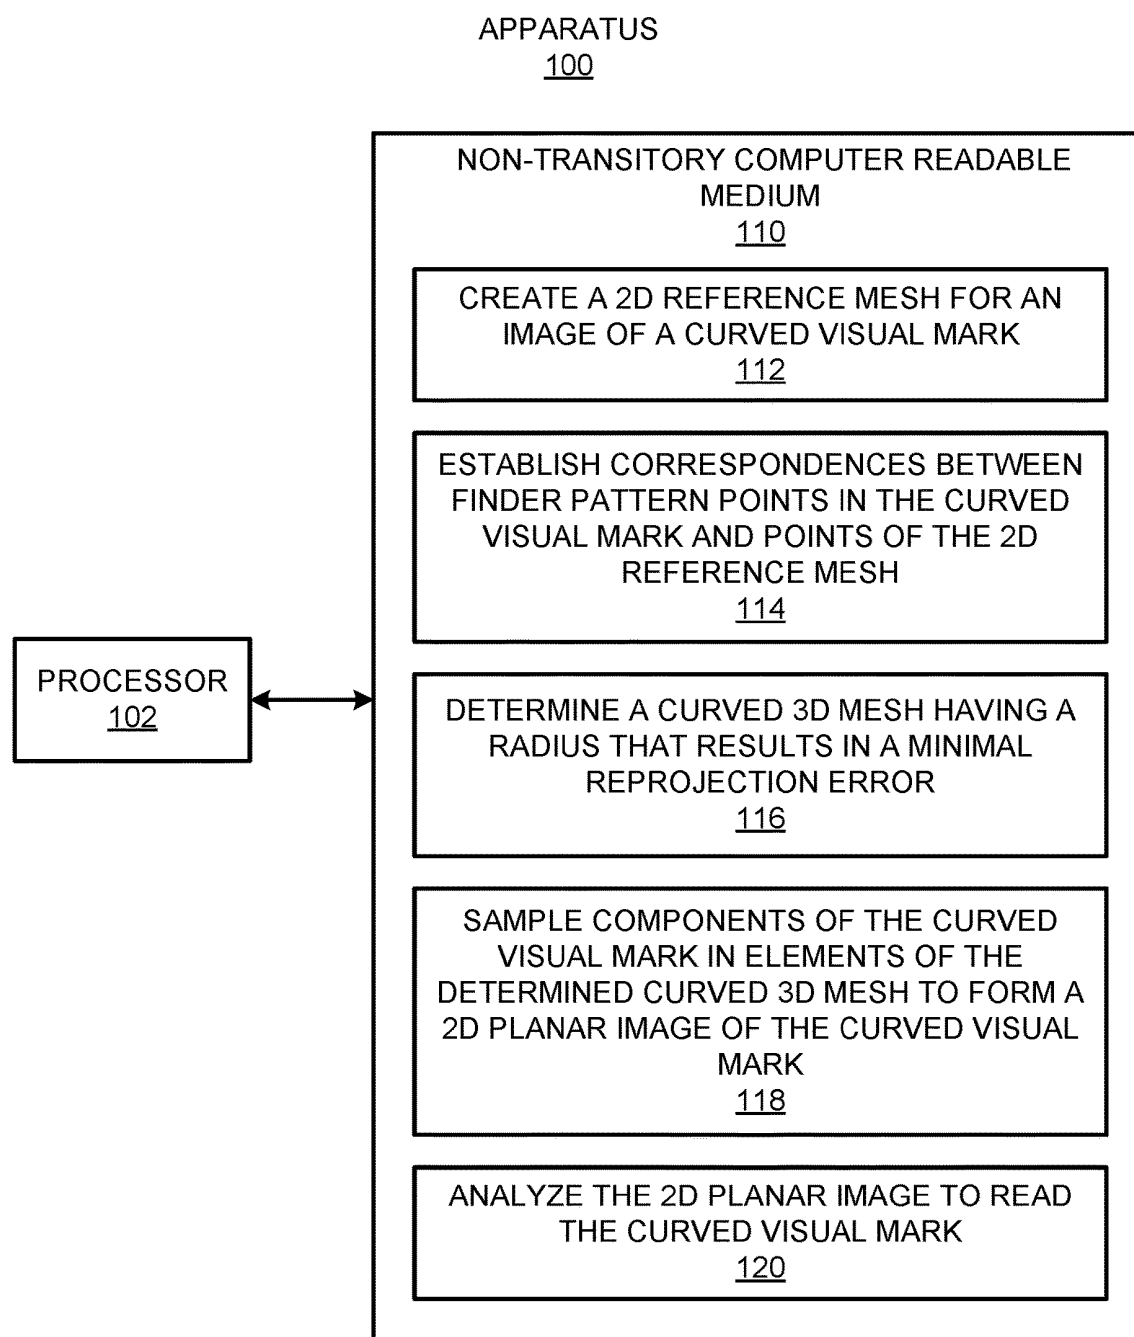 APPARATUS
100
NON-TRANSITORY COMPUTER READABLE
MEDIUM
110
CREATE A 2D REFERENCE MESH FOR AN
IMAGE OF A CURVED VISUAL MARK
112
ESTABLISH CORRESPONDENCES BETWEEN
FINDER PATTERN POINTS IN THE CURVED
VISUAL MARK AND POINTS OF THE 2D
REFERENCE MESH
114
PROCESSOR
102
DETERMINE A CURVED 3D MESH HAVING A
RADIUS THAT RESULTS IN A MINIMAL
REPROJECTION ERROR
116
SAMPLE COMPONENTS OF THE CURVED
VISUAL MARK IN ELEMENTS OF THE
DETERMINED CURVED 3D MESH TO FORM A
2D PLANAR IMAGE OF THE CURVED VISUAL
MARK
118
ANALYZE THE 2D PLANAR IMAGE TO READ
THE CURVED VISUAL MARK
120